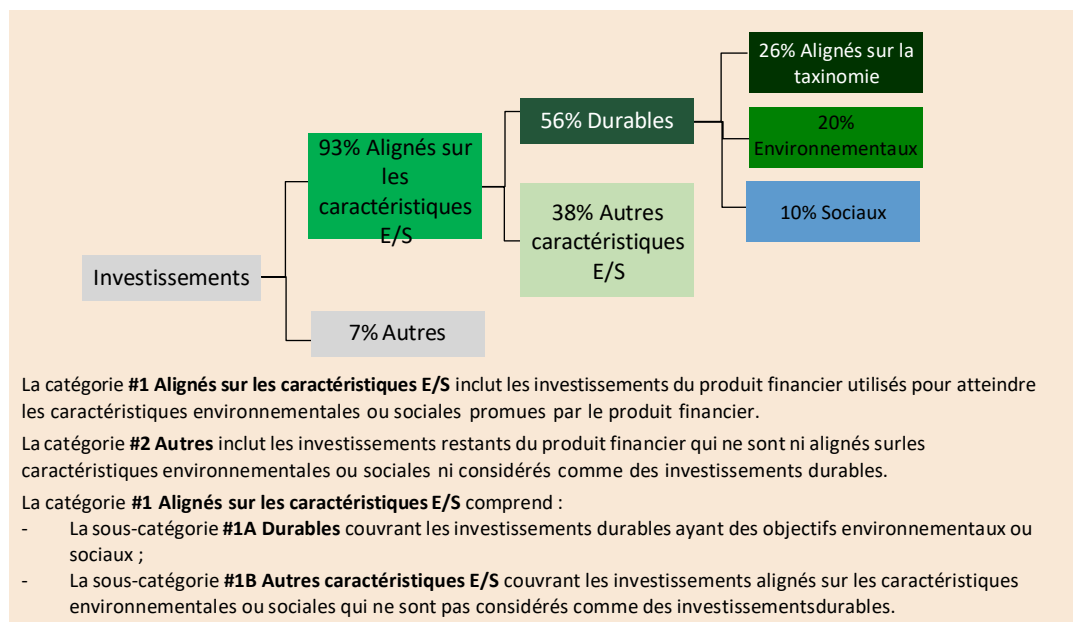 26% Alignés sur la
taxinomie
56% Durables
20%
Environnementaux
93% Alignés sur
les
caractéristiques
E/S
10% Sociaux
38% Autres
caractéristiques
E/S
Investissements
7% Autres
La catégorie #1 Alignés sur les caractéristiques E/S inclut les investissements du produit financier utilisés pour atteindre
les caractéristiques environnementales ou sociales promues par le produit financier.
La catégorie #2 Autres inclut les investissements restants du produit financier qui ne sont ni alignés surles
caractéristiques environnementales ou sociales ni considérés comme des investissements durables.
La catégorie #1 Alignés sur les caractéristiques E/S comprend :
- La sous-catégorie #1A Durables couvrant les investissements durables ayant des objectifs environnementaux ou
sociaux ;
- La sous-catégorie #1B Autres caractéristiques E/S couvrant les investissements alignés sur les caractéristiques
environnementales ou sociales qui ne sont pas considérés comme des investissementsdurables.